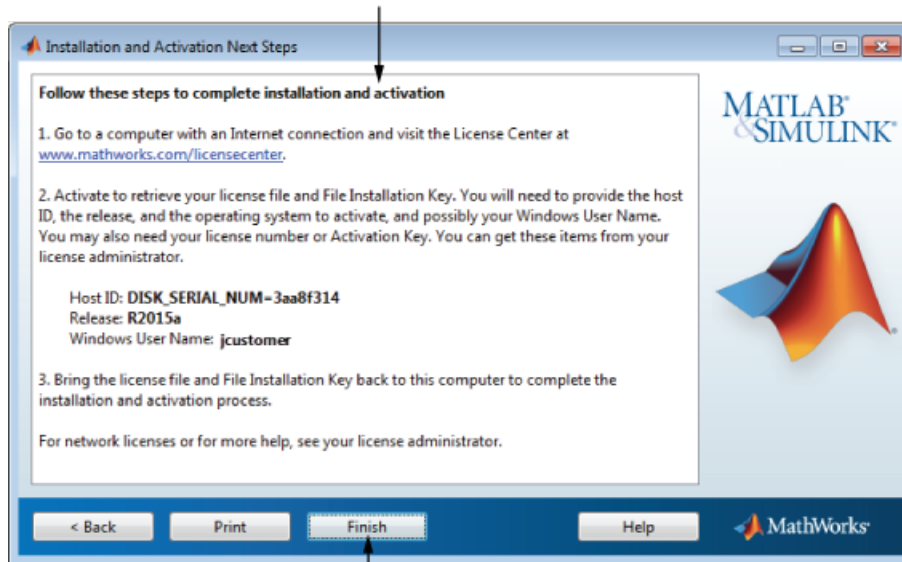 Installation and Activation Next Steps
Follow these steps to complete installation and activation
1. Go to a computer with an Internet connection and visit the License Center at
www.mathworks.com/licensecenter.
2. Activate to retrieve your license file and File Installation Key. You will need to provide the host
ID, the release, and the operating system to activate, and possibly your Windows User Name.
You may also need your license number or Activation Key. You can get these items from your
license administrator.
Host ID: DISK_SERIAL_NUM=3aa8f314
Release: R2015a
Windows User Name: jcustomer
3. Bring the license file and File Installation Key back to this computer to complete the
installation and activation process.
For network licenses or for more help, see your license administrator.
MATLAB®
&SIMULINK®
< Back
Print
Finish
Help
MathWorks®